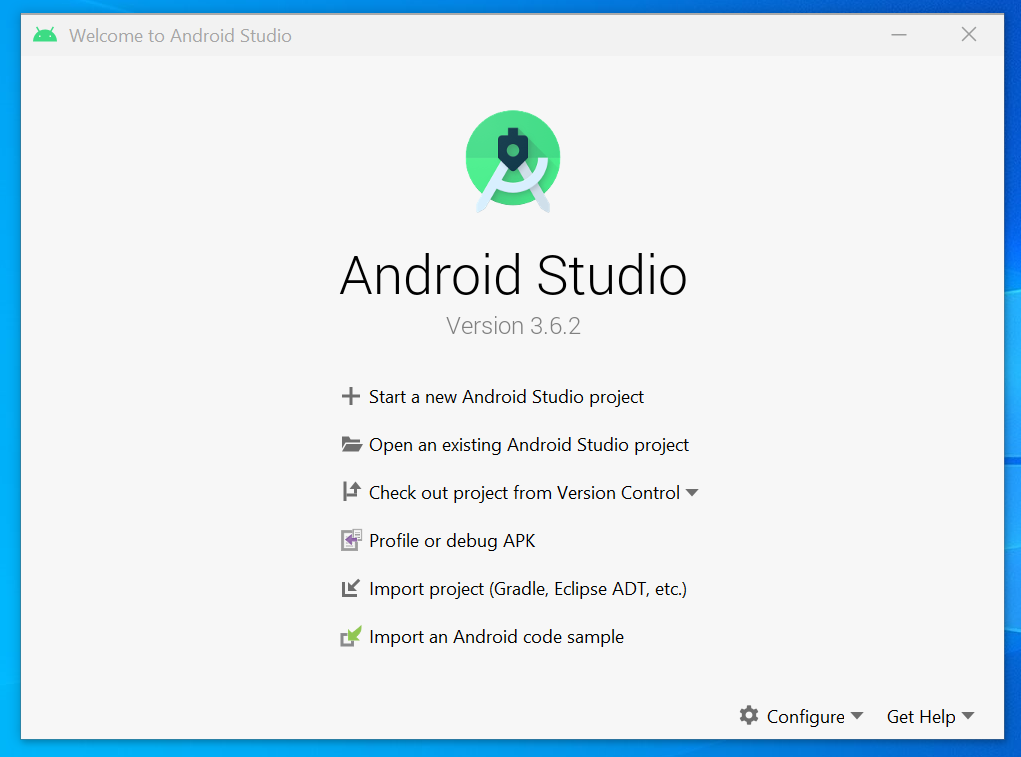 Welcome to Android Studio
Android Studio
Version 3.6.2
Start a new Android Studio project
Open an existing Android Studio project
Check out project from Version Control
Profile or debug APK
Import project (Gradle, Eclipse ADT, etc.)
Import an Android code sample
Configure Get Help